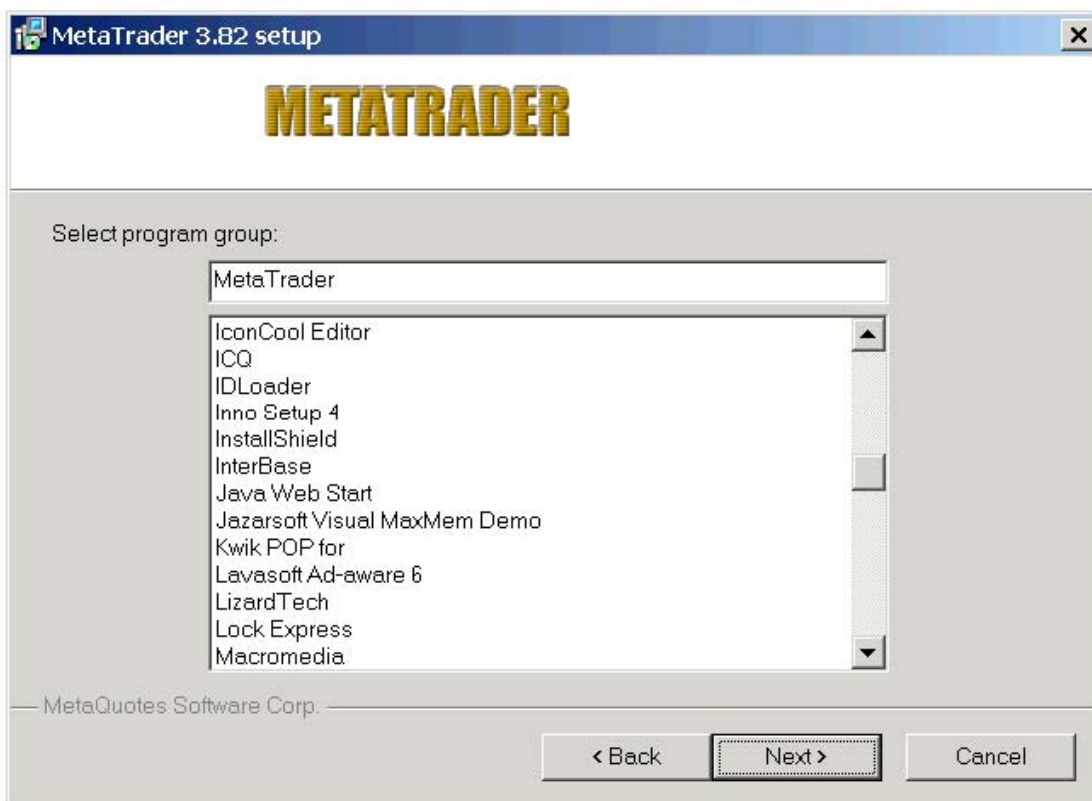 MetaTrader 3.82 setup
METATRADER
Select program group:
MetaTrader
IconCool Editor
ICQ
IDLoader
Inno Setup 4
InstallShield
InterBase
Java Web Start
Jazarsoft Visual MaxMem Demo
Kwik POP for
Lavasoft Ad-aware 6
LizardTech
Lock Express
Macromedia
MetaQuotes Software Corp.
< Back Next > Cancel